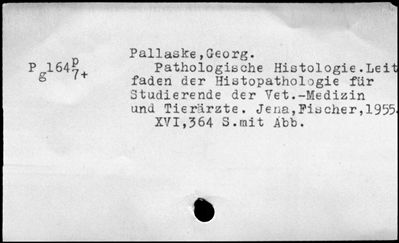 Pallaske,Georg.
Pg164p/7+ Pathologische Histologie.Leit
faden der Histopathologie für
Studierende der Vet.-Medizin
und Tierärzte. Jena,Fischer,1955.
XVI,364 S.mit Abb.